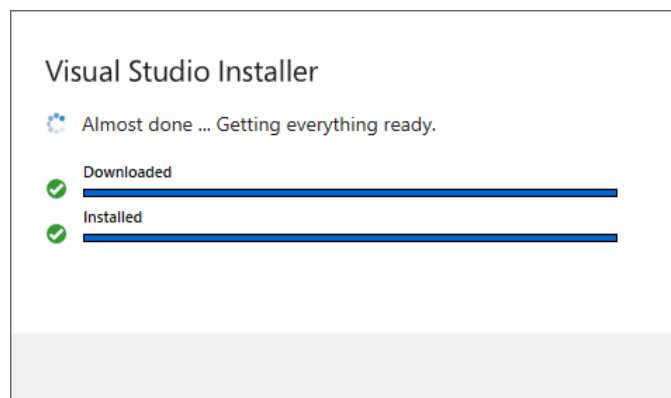 Visual Studio Installer
Almost done ... Getting everything ready.
Downloaded
Installed